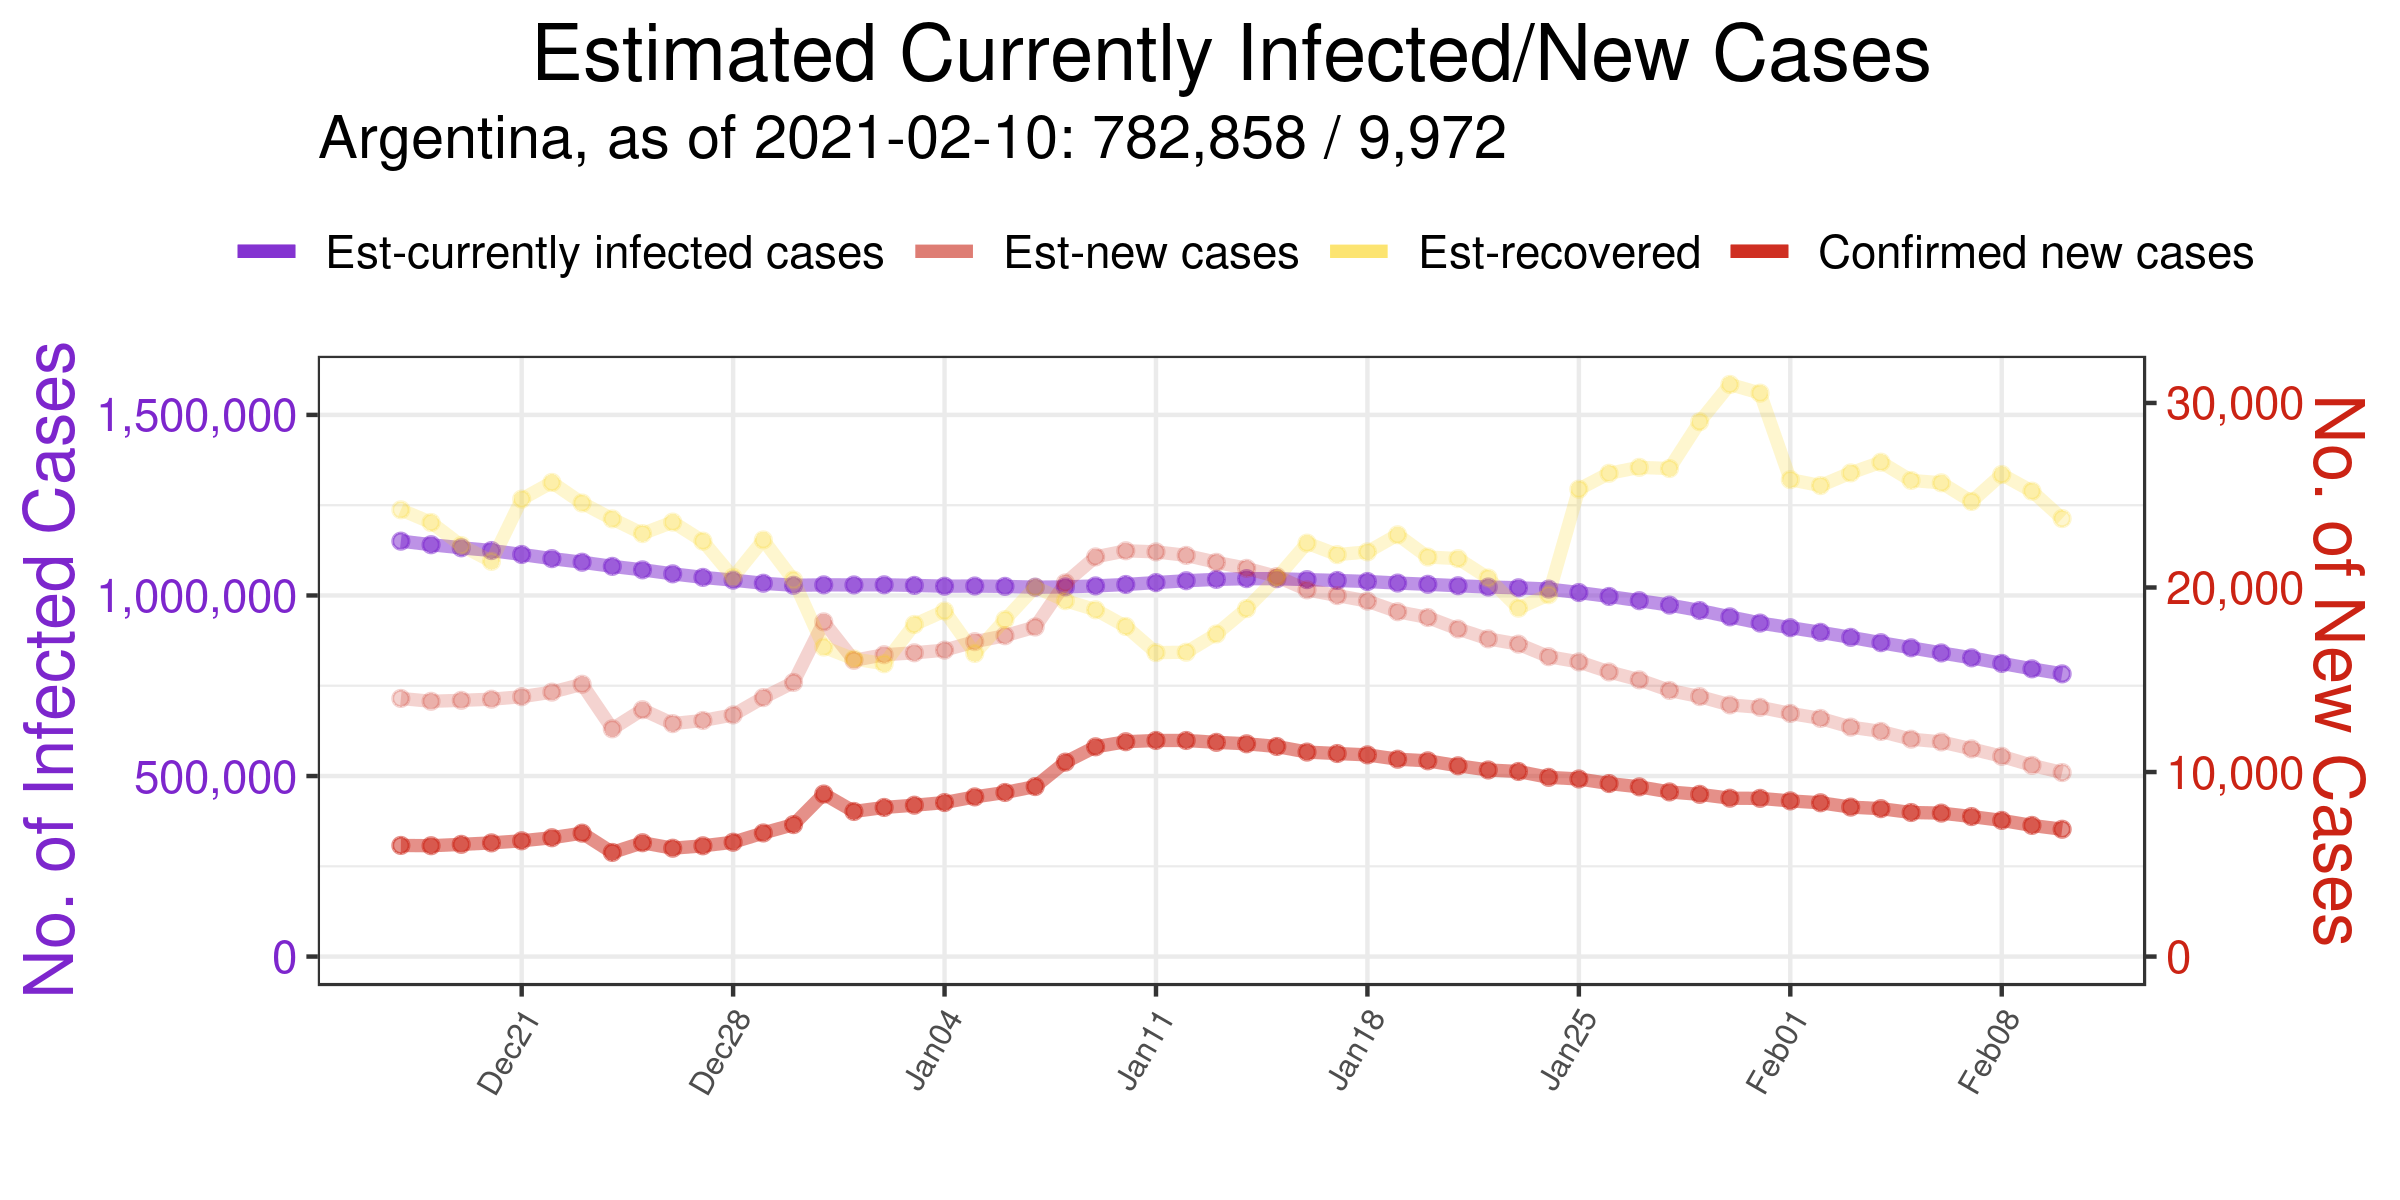 Estimated Currently Infected/New Cases
Argentina, as of 2021-02-10: 782,858 / 9,972
Est-currently infected cases Est-new cases Est-recovered Confirmed new cases
No. of Infected Cases
1,500,000
1,000,000
500,000
0
30,000
20,000
10,000
0
No. of New Cases
Dec21 Dec28 Jan04 Jan11 Jan18 Jan25 Feb01 Feb08